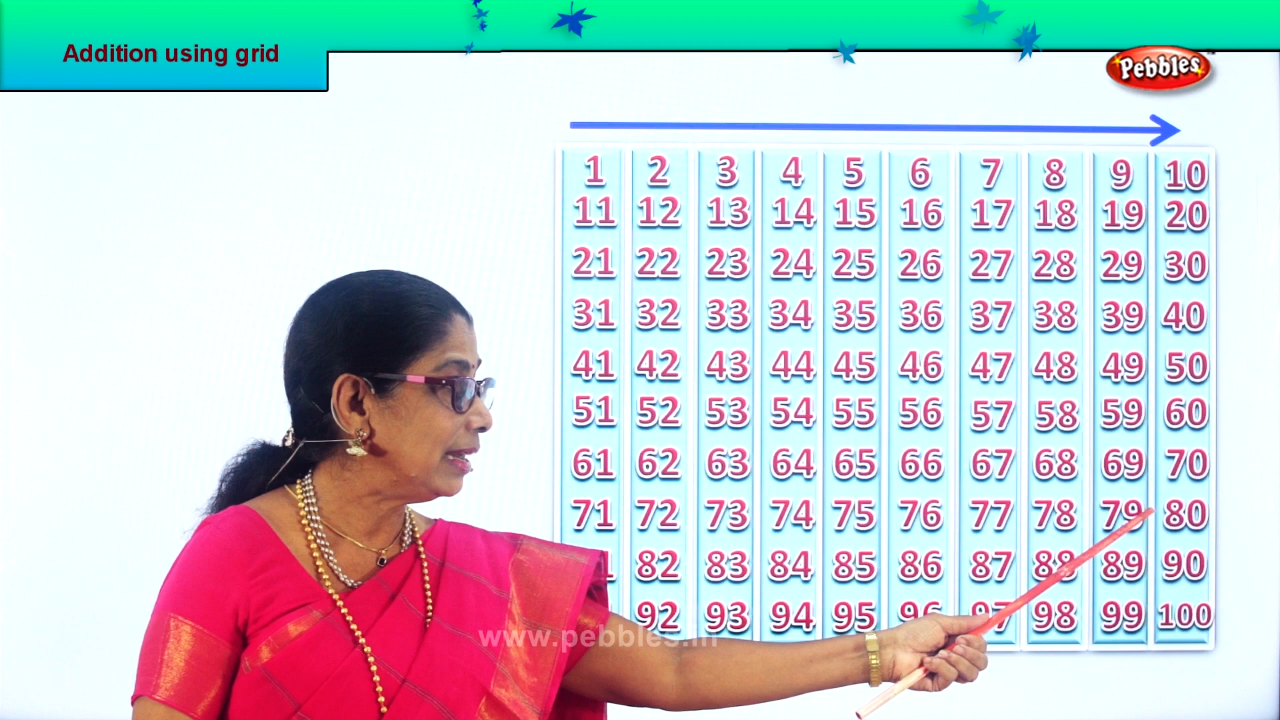 Addition using grid
Pebbles
1 2 3 4 5 6 7 8 9 10
11 12 13 14 15 16 17 18 19 20
21 22 23 24 25 26 27 28 29 30
31 32 33 34 35 36 37 38 39 40
41 42 43 44 45 46 47 48 49 50
51 52 53 54 55 56 57 58 59 60
61 62 63 64 65 66 67 68 69 70
71 72 73 74 75 76 77 78 79 80
1 82 83 84 85 86 87 88 89 90
92 93 94 95 96 97 98 99 100
www.pebbles.in